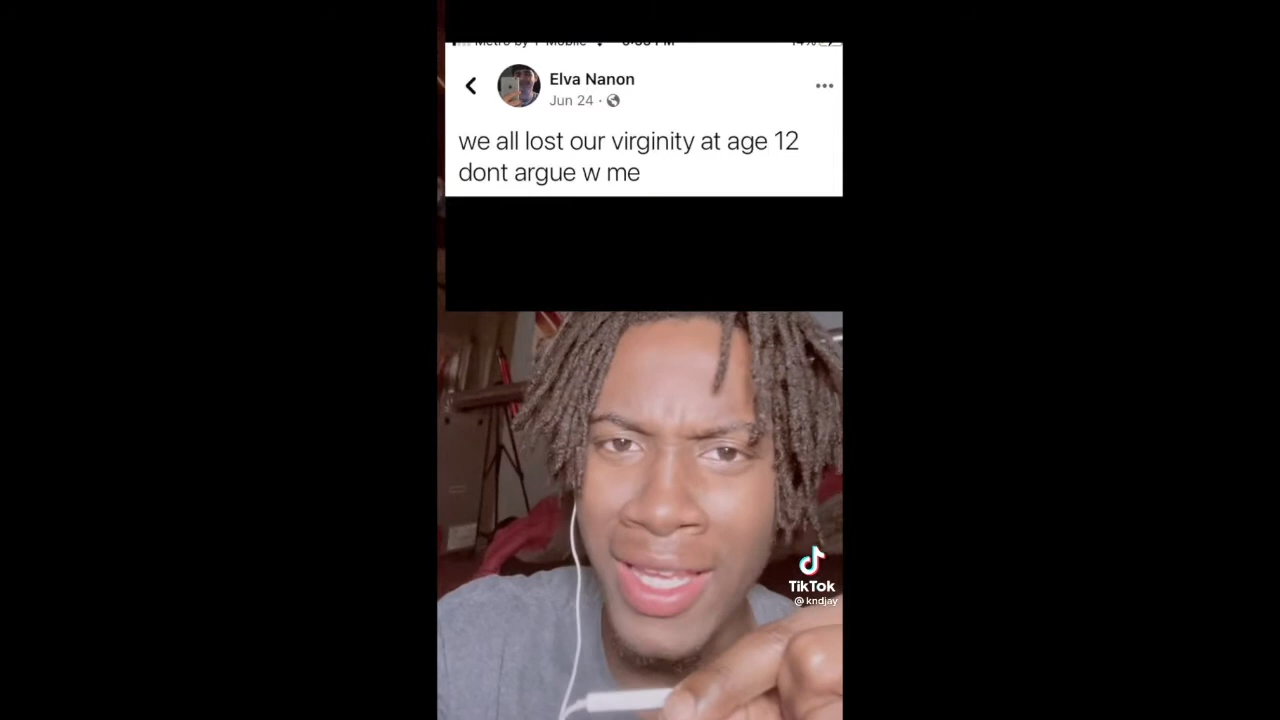 Elva Nanon
Jun 24 ·
we all lost our virginity at age 12
dont argue w me
TikTok
@ kndjay